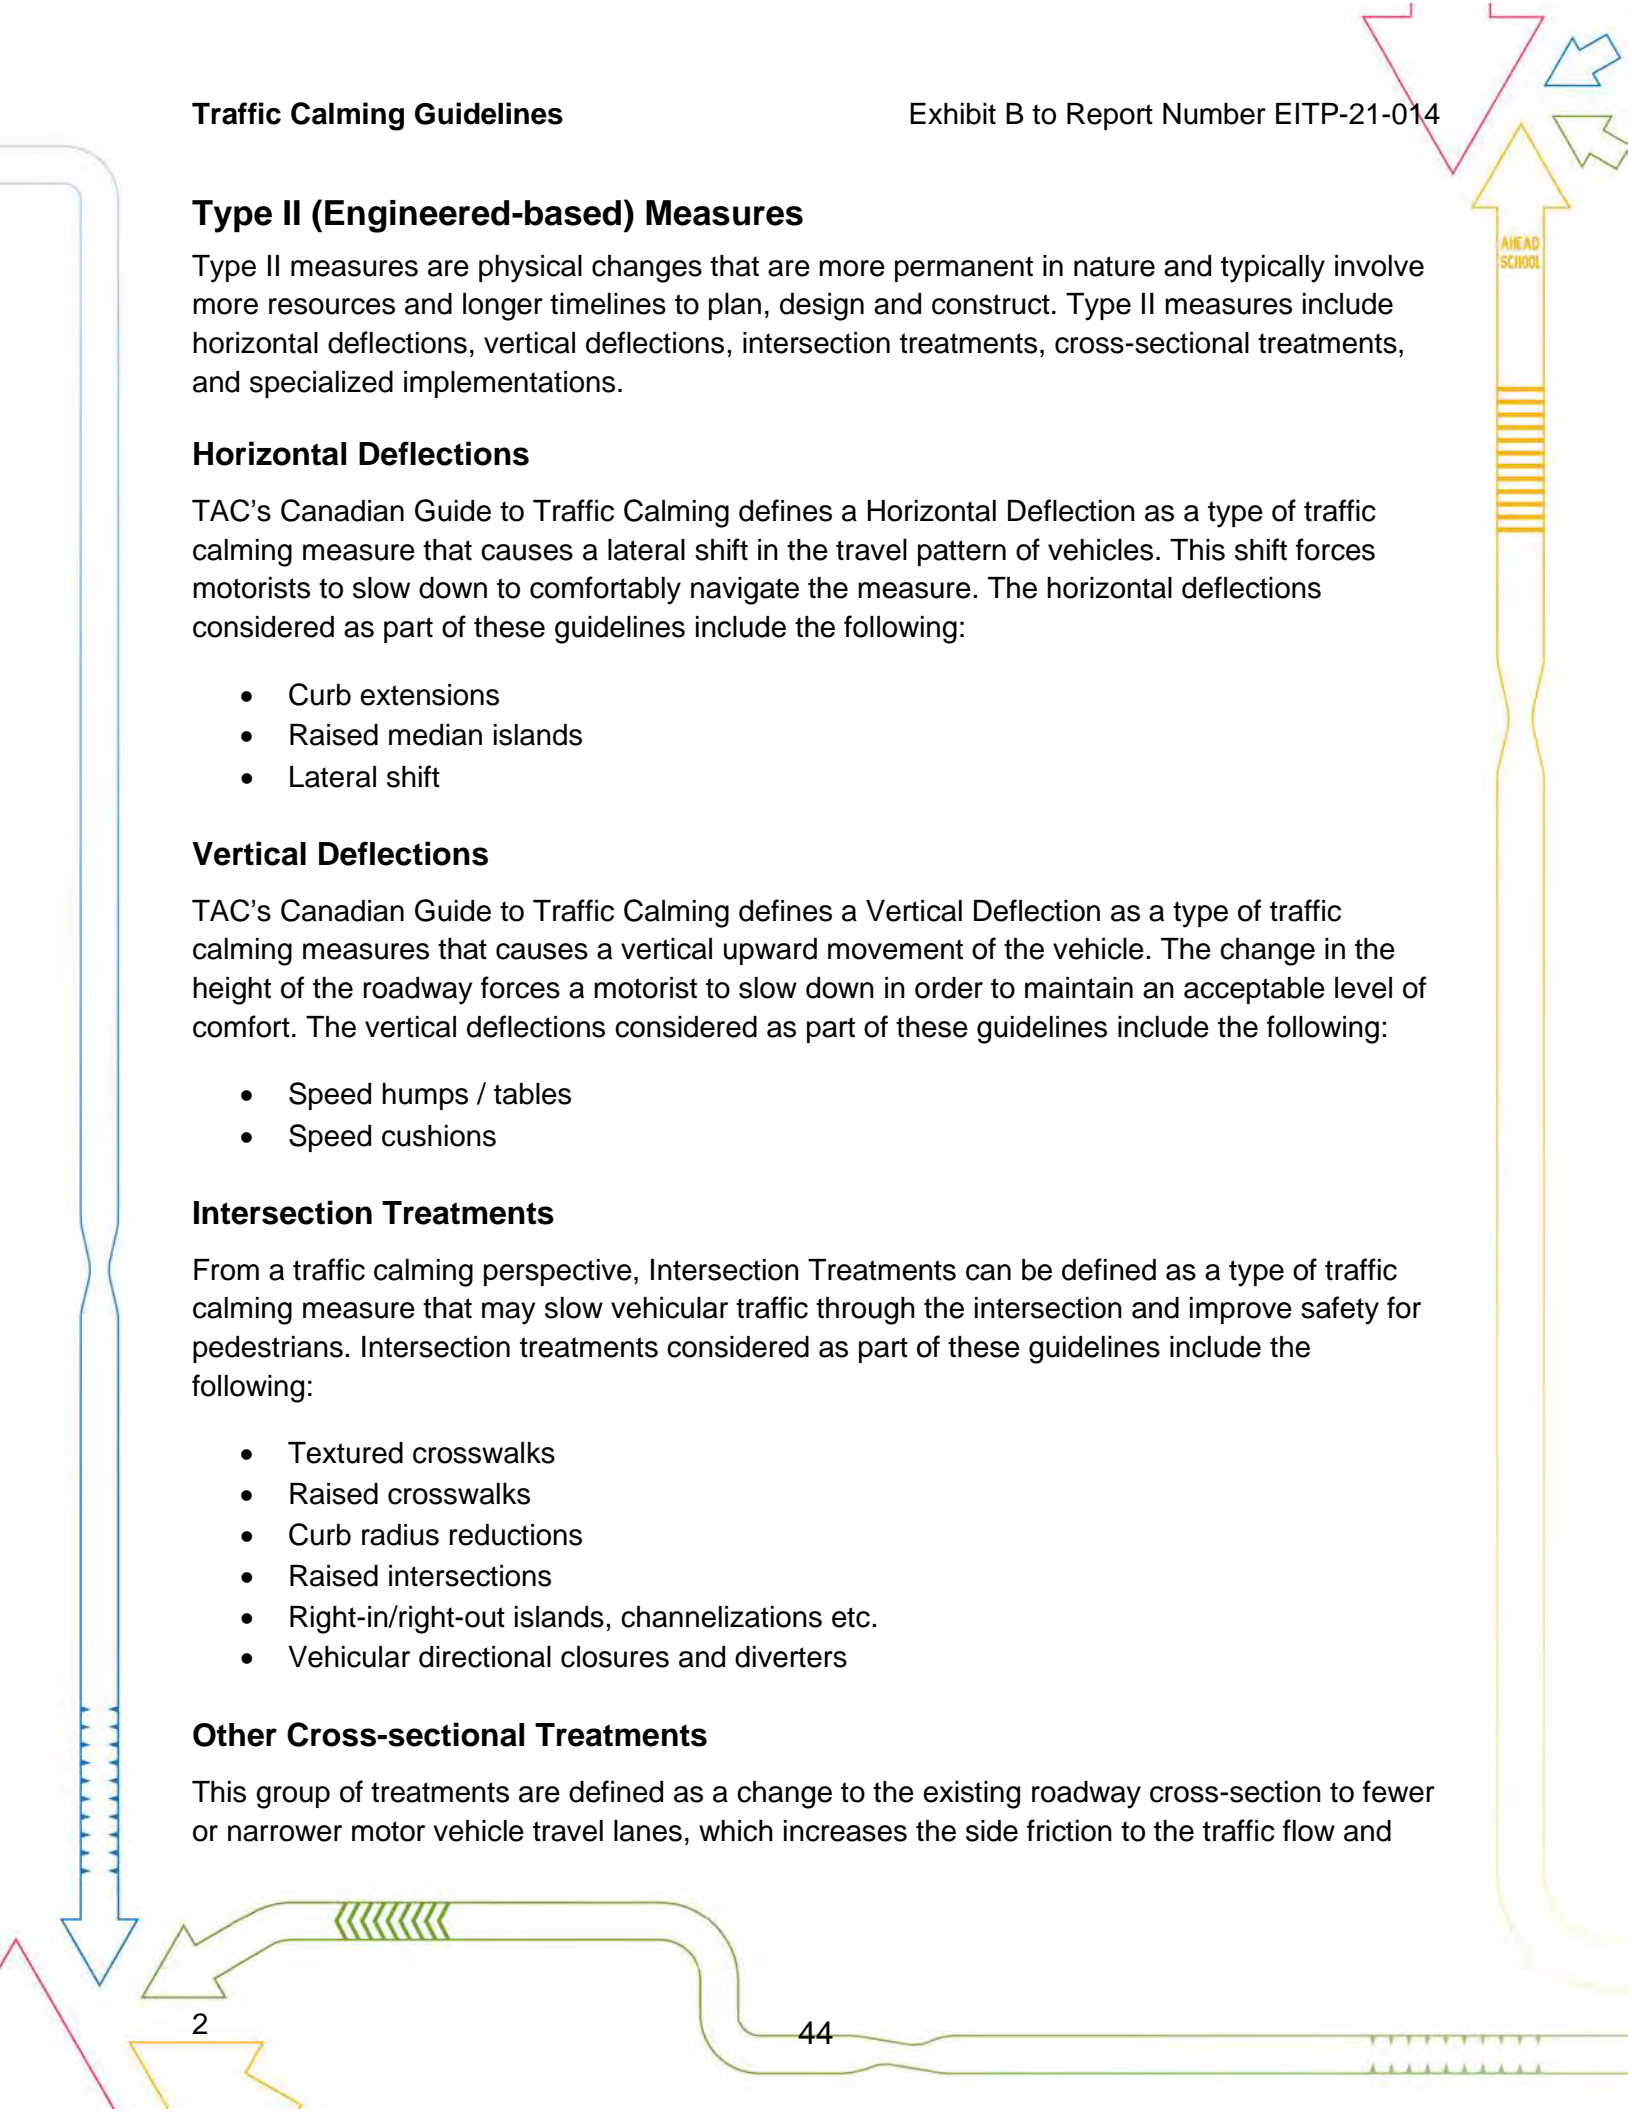 Traffic Calming Guidelines Exhibit B to Report Number EITP-21-014
AHEAD
SCHOOL
Type II (Engineered-based) Measures
Type II measures are physical changes that are more permanent in nature and typically involve
more resources and longer timelines to plan, design and construct. Type II measures include
horizontal deflections, vertical deflections, intersection treatments, cross-sectional treatments,
and specialized implementations.
Horizontal Deflections
TAC’s Canadian Guide to Traffic Calming defines a Horizontal Deflection as a type of traffic
calming measure that causes a lateral shift in the travel pattern of vehicles. This shift forces
motorists to slow down to comfortably navigate the measure. The horizontal deflections
considered as part of these guidelines include the following:
• Curb extensions
• Raised median islands
• Lateral shift
Vertical Deflections
TAC’s Canadian Guide to Traffic Calming defines a Vertical Deflection as a type of traffic
calming measures that causes a vertical upward movement of the vehicle. The change in the
height of the roadway forces a motorist to slow down in order to maintain an acceptable level of
comfort. The vertical deflections considered as part of these guidelines include the following:
• Speed humps / tables
• Speed cushions
Intersection Treatments
From a traffic calming perspective, Intersection Treatments can be defined as a type of traffic
calming measure that may slow vehicular traffic through the intersection and improve safety for
pedestrians. Intersection treatments considered as part of these guidelines include the
following:
• Textured crosswalks
• Raised crosswalks
• Curb radius reductions
• Raised intersections
• Right-in/right-out islands, channelizations etc.
• Vehicular directional closures and diverters
Other Cross-sectional Treatments
This group of treatments are defined as a change to the existing roadway cross-section to fewer
or narrower motor vehicle travel lanes, which increases the side friction to the traffic flow and
2
44